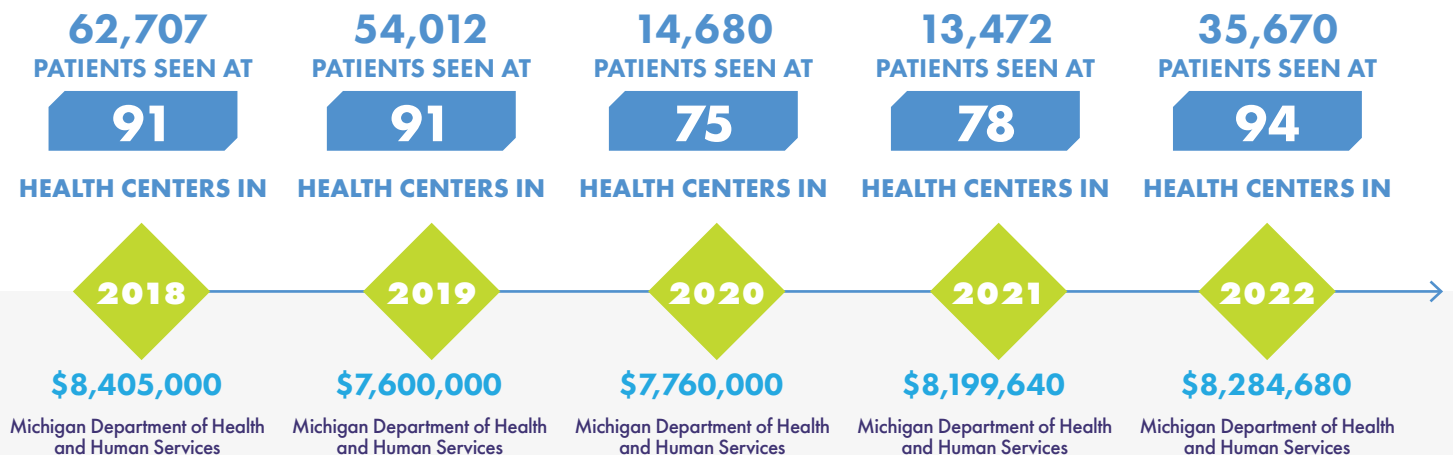 62,707
PATIENTS SEEN AT
91
HEALTH CENTERS IN
2018
$8,405,000
Michigan Department of Health
and Human Services
54,012
PATIENTS SEEN AT
91
HEALTH CENTERS IN
2019
$7,600,000
Michigan Department of Health
and Human Services
14,680
PATIENTS SEEN AT
75
HEALTH CENTERS IN
2020
$7,760,000
Michigan Department of Health
and Human Services
13,472
PATIENTS SEEN AT
78
HEALTH CENTERS IN
2021
$8,199,640
Michigan Department of Health
and Human Services
35,670
PATIENTS SEEN AT
94
HEALTH CENTERS IN
2022
$8,284,680
Michigan Department of Health
and Human Services